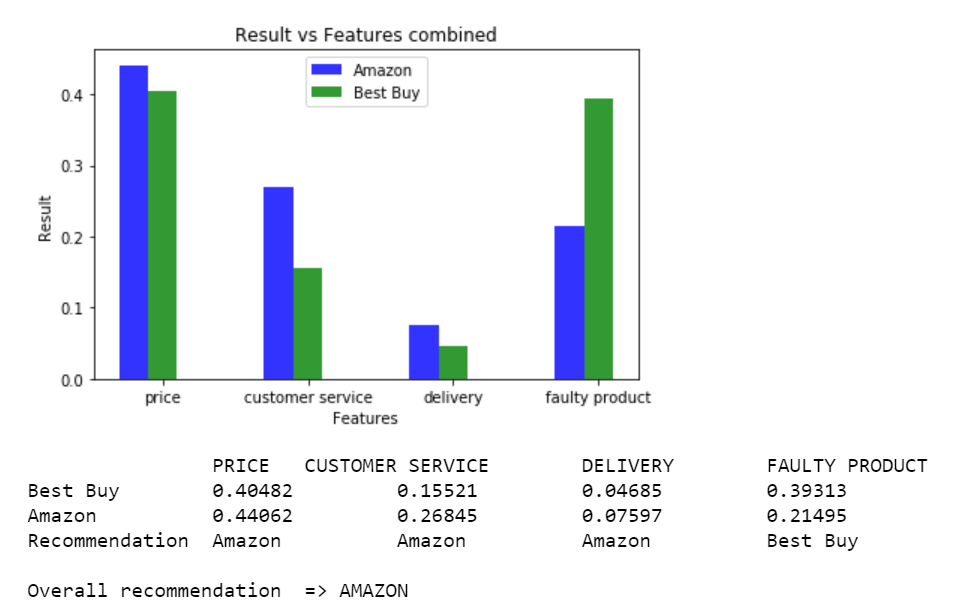 Result vs Features combined
Amazon
Best Buy
0.4
0.3
0.2
0.1
0.0
Result
price customer service delivery faulty product
Features
PRICE CUSTOMER SERVICE DELIVERY FAULTY PRODUCT
Best Buy 0.40482 0.15521 0.04685 0.39313
Amazon 0.44062 0.26845 0.07597 0.21495
Recommendation Amazon Amazon Amazon Best Buy
Overall recommendation => AMAZON